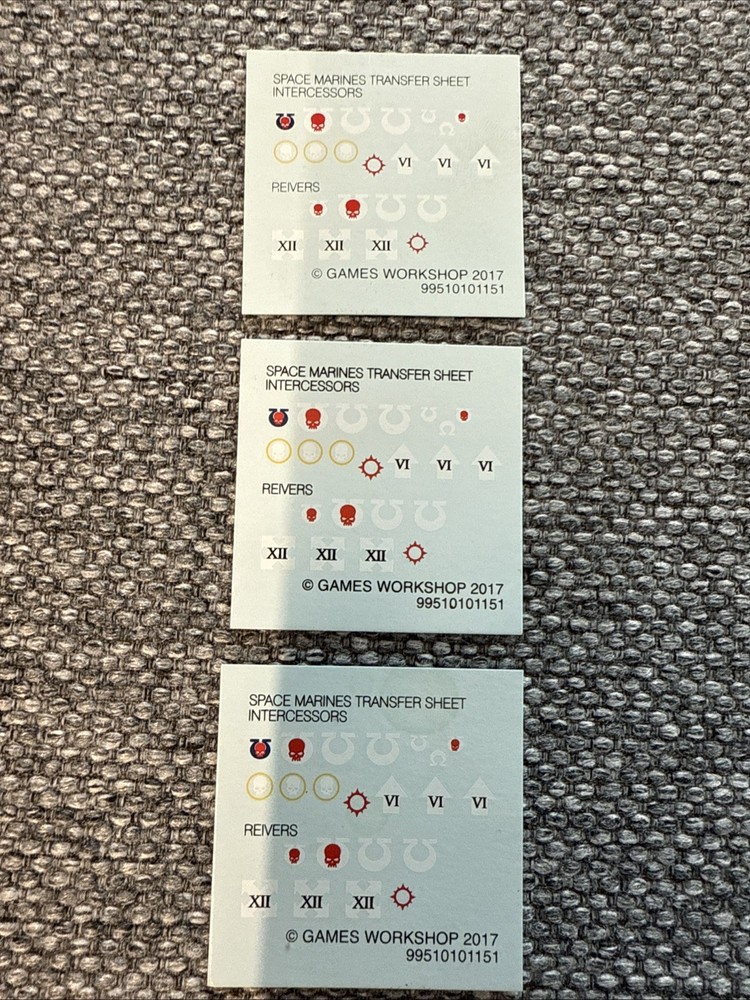 SPACE MARINES TRANSFER SHEET
INTERCESSORS
VI VI VI
REIVERS
XII XII XII
© GAMES WORKSHOP 2017
99510101151
SPACE MARINES TRANSFER SHEET
INTERCESSORS
VI VI VI
REIVERS
XII XII XII
© GAMES WORKSHOP 2017
99510101151
SPACE MARINES TRANSFER SHEET
INTERCESSORS
VI VI VI
REIVERS
XII XII XII
© GAMES WORKSHOP 2017
99510101151